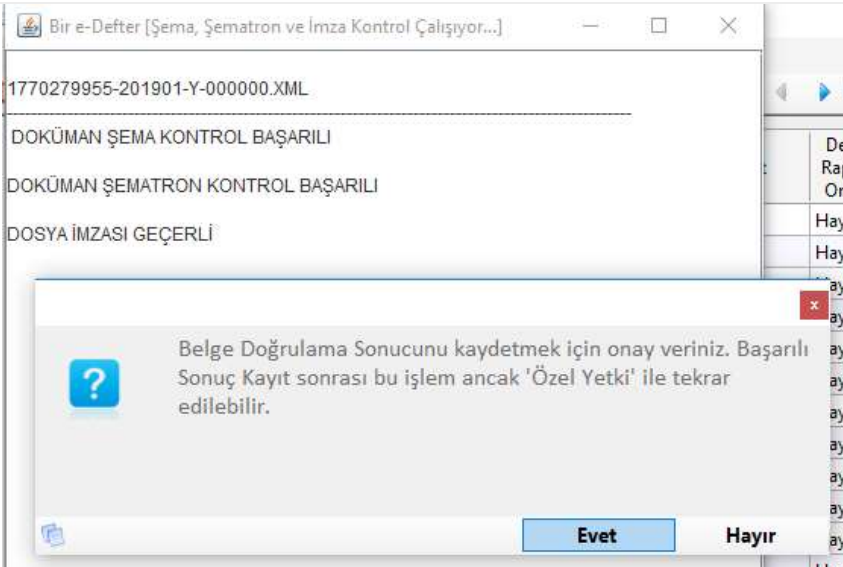 Bir e-Defter [Şema, Şematron ve İmza Kontrol Çalışıyor...]
1770279955-201901-Y-000000.XML
DOKÜMAN ŞEMA KONTROL BAŞARILI
DOKÜMAN ŞEMATRON KONTROL BAŞARILI
DOSYA İMZASI GEÇERLİ
Belge Doğrulama Sonucunu kaydetmek için onay veriniz. Başarılı
Sonuç Kayıt sonrası bu işlem ancak 'Özel Yetki' ile tekrar
edilebilir.
Evet Hayır